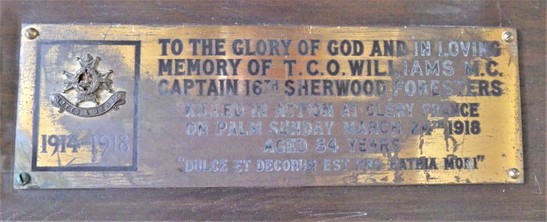 TO THE GLORY OF GOD AND IN LOVING
MEMORY OF T.C.O. WILLIAMS M.C.
CAPTAIN 16TH SHERWOOD FORESTERS
KILLED IN ACTION AT CLÉRY FRANCE
ON PALM SUNDAY MARCH 24TH 1918
AGED 34 YEARS
"DULCE ET DECORUM EST PRO PATRIA MORI"
1914-1918